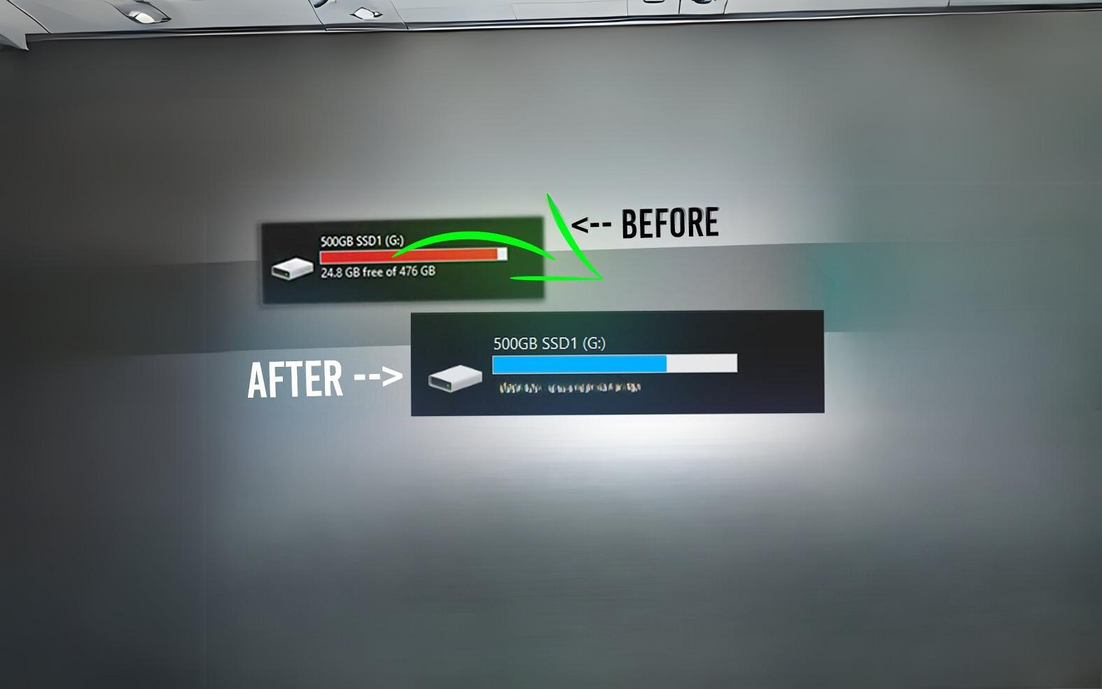 <-- BEFORE
500GB SSD1 (G:)
24.8 GB free of 476 GB
500GB SSD1 (G:)
AFTER -->